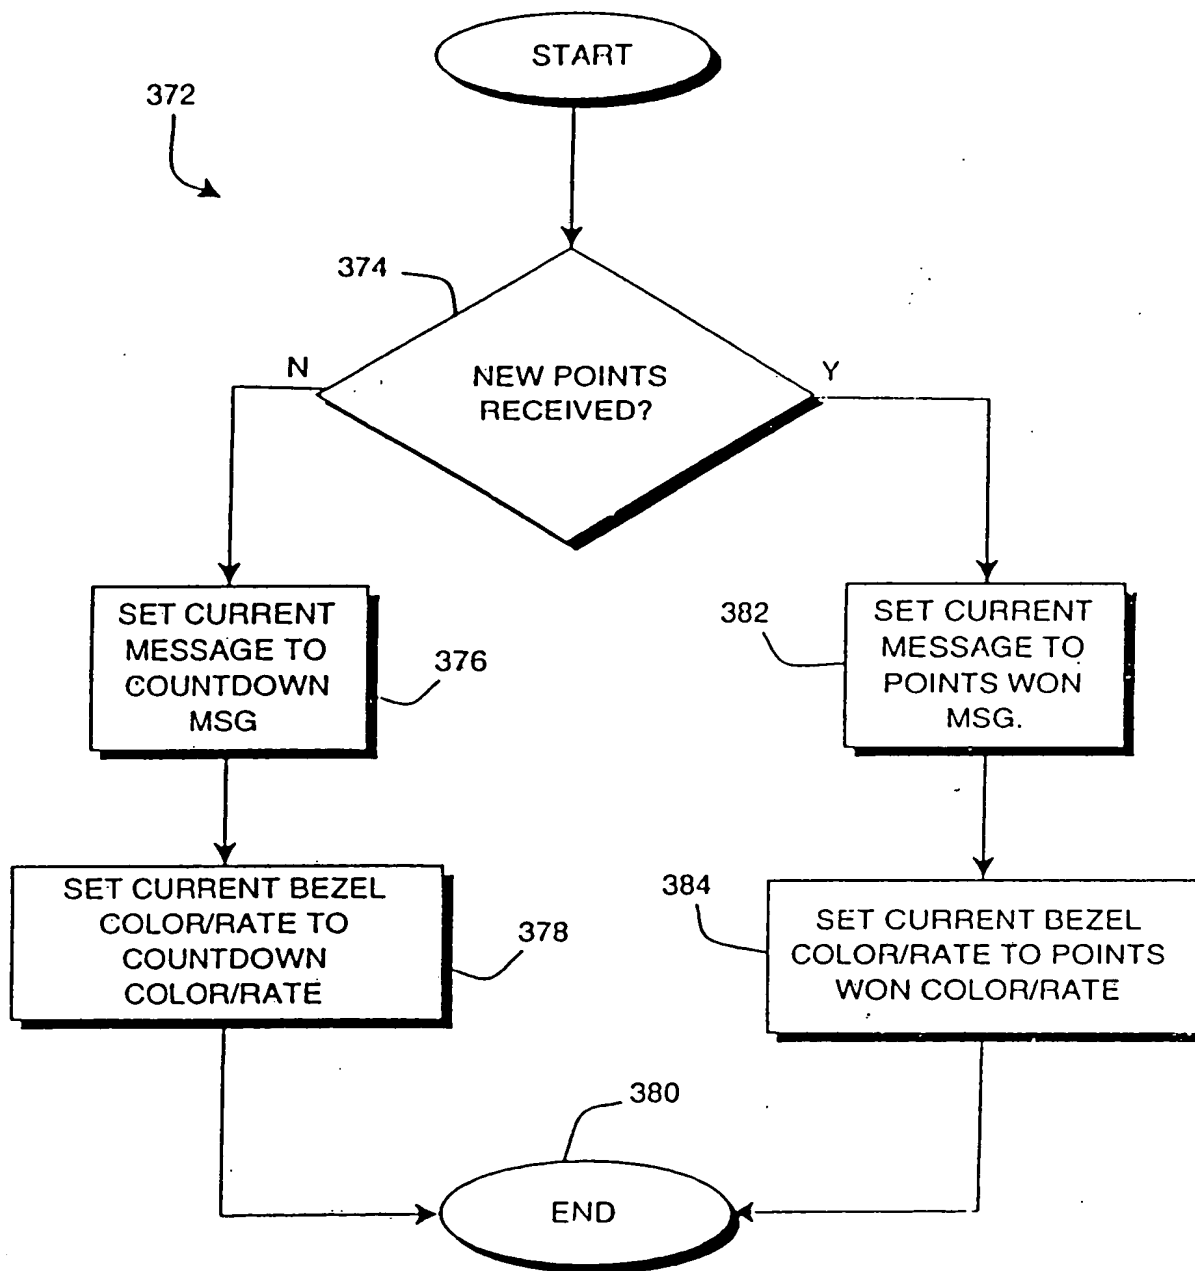 START
372
374
N
NEW POINTS
RECEIVED?
Y
SET CURRENT
MESSAGE TO
COUNTDOWN
MSG
376
382
SET CURRENT
MESSAGE TO
POINTS WON
MSG.
SET CURRENT BEZEL
COLOR/RATE TO
COUNTDOWN
COLOR/RATE
378
384
SET CURRENT BEZEL
COLOR/RATE TO POINTS
WON COLOR/RATE
380
END